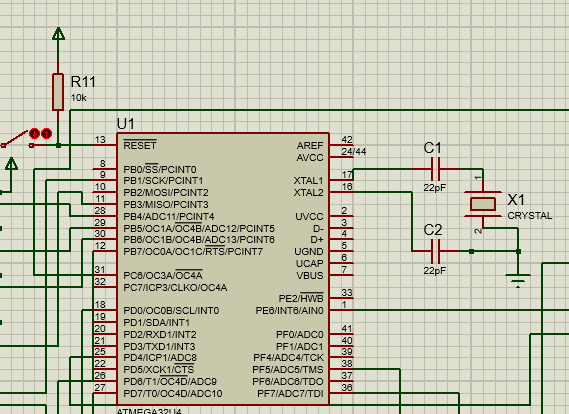 R11
10k
U1
13 RESET
8 PB0/SS/PCINT0
9 PB1/SCK/PCINT1
10 PB2/MOSI/PCINT2
11 PB3/MISO/PCINT3
28 PB4/ADC11/PCINT4
29 PB5/OC1A/OC4B/ADC12/PCINT5
30 PB6/OC1B/OC4B/ADC13/PCINT6
12 PB7/OC0A/OC1C/RTS/PCINT7
31 PC6/OC3A/OC4A
32 PC7/ICP3/CLKO/OC4A
18 PD0/OC0B/SCL/INT0
19 PD1/SDA/INT1
20 PD2/RXD1/INT2
21 PD3/TXD1/INT3
25 PD4/ICP1/ADC8
22 PD5/XCK1/CTS
26 PD6/T1/OC4D/ADC9
27 PD7/T0/OC4D/ADC10
AREF 42
AVCC 24/44
XTAL1 17
XTAL2 16
UVCC 2
D- 3
D+ 4
UGND 5
UCAP 6
VBUS 7
PE2/HWB 33
PE6/INT6/AIN0 1
PF0/ADC0 41
PF1/ADC1 40
PF4/ADC4/TCK 39
PF5/ADC5/TMS 38
PF6/ADC6/TDO 37
PF7/ADC7/TDI 36
ATMEGA32U4
C1
22pF
C2
22pF
1
X1
CRYSTAL
2